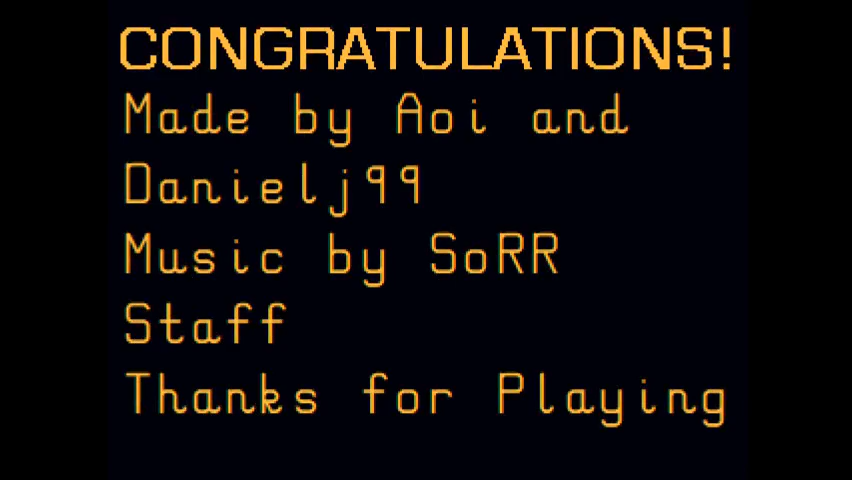 CONGRATULATIONS!
Made by Aoi and
Danielj99
Music by SoRR
Staff
Thanks for Playing